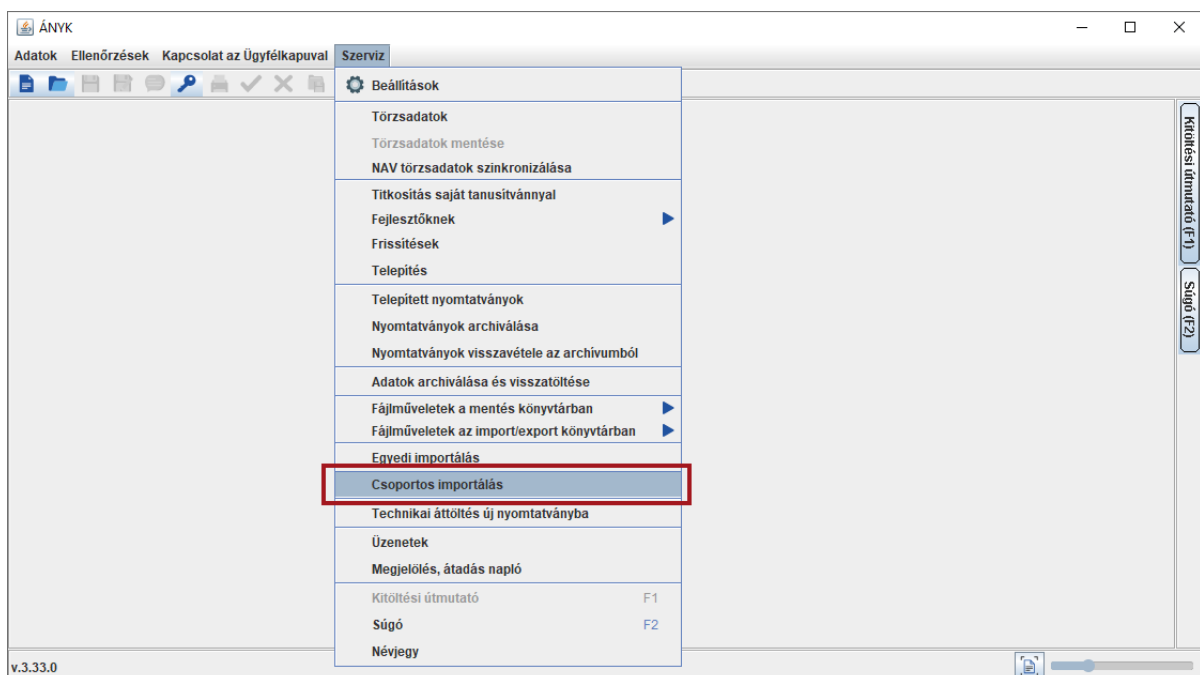 ÁNYK
Adatok Ellenőrzések Kapcsolat az Ügyfélkapuval Szerviz
Beállítások
Törzsadatok
Törzsadatok mentése
NAV törzsadatok szinkronizálása
Titkosítás saját tanusítvánnyal
Fejlesztőknek
Frissítések
Telepítés
Telepített nyomtatványok
Nyomtatványok archiválása
Nyomtatványok visszavétele az archívumból
Adatok archiválása és visszatöltése
Fájlműveletek a mentés könyvtárban
Fájlműveletek az import/export könyvtárban
Egyedi importálás
Csoportos importálás
Technikai áttöltés új nyomtatványba
Üzenetek
Megjelölés, átadás napló
Kitöltési útmutató F1
Súgó F2
Névjegy
Kitöltési útmutató (F1)
Súgó (F2)
v.3.33.0